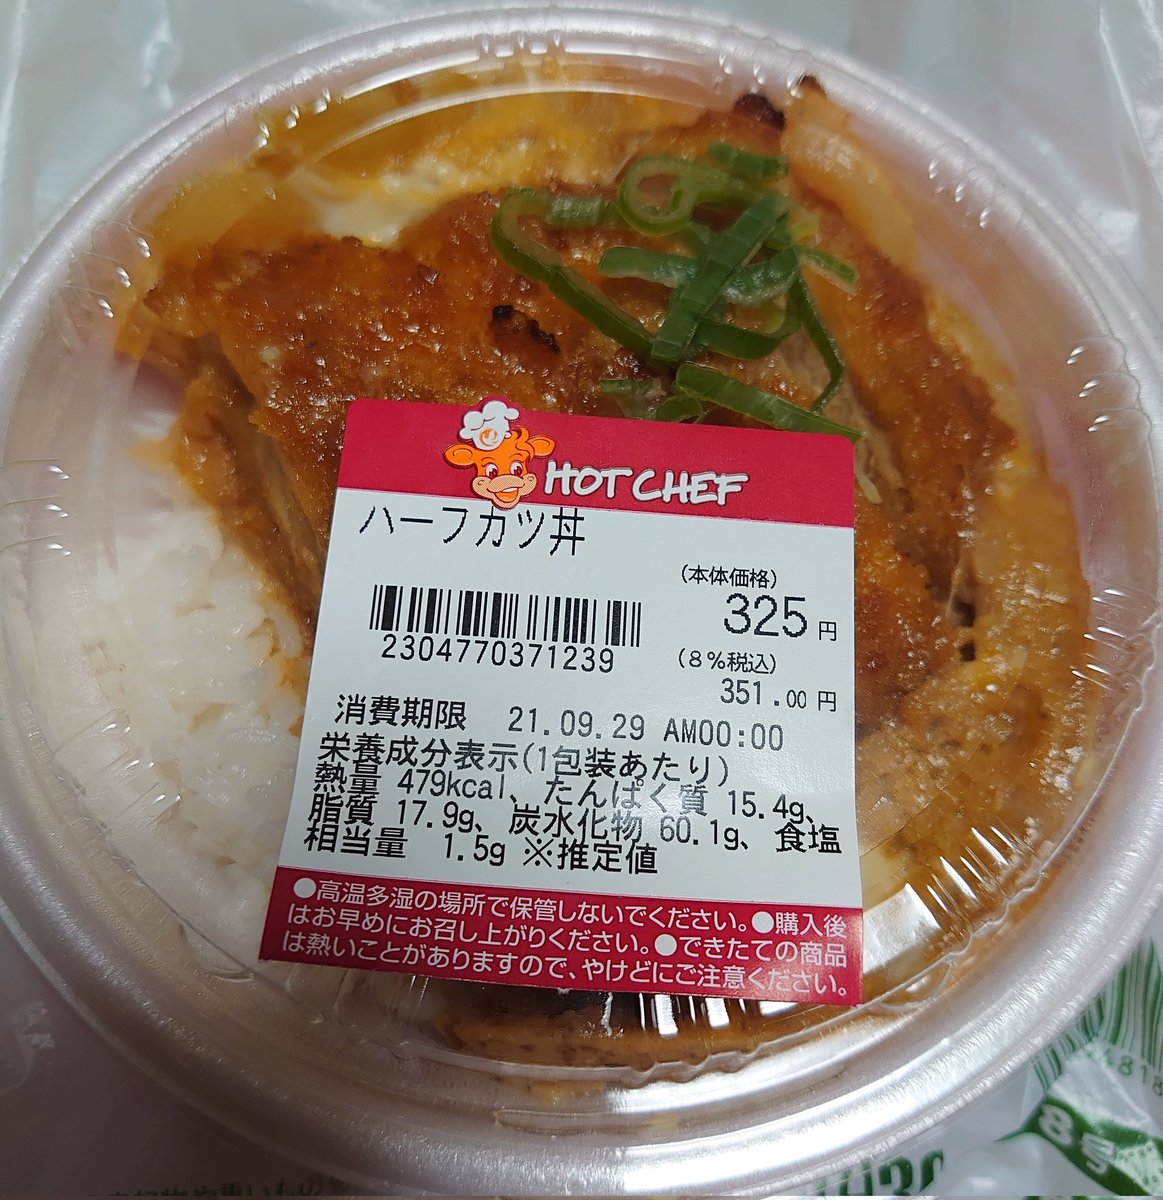 HOT CHEF
ハーフカツ丼
(本体価格)
325円
2304770371239
(8%税込)
351.00円
消費期限 21.09.29 AM00:00
栄養成分表示(1包装あたり)
熱量 479kcal、たんぱく質 15.4g、
脂質 17.9g、炭水化物 60.1g、食塩
相当量 1.5g ※推定値
●高温多湿の場所で保管しないでください。●購入後
はお早めにお召し上がりください。●できたての商品
は熱いことがありますので、やけどにご注意ください。
8号